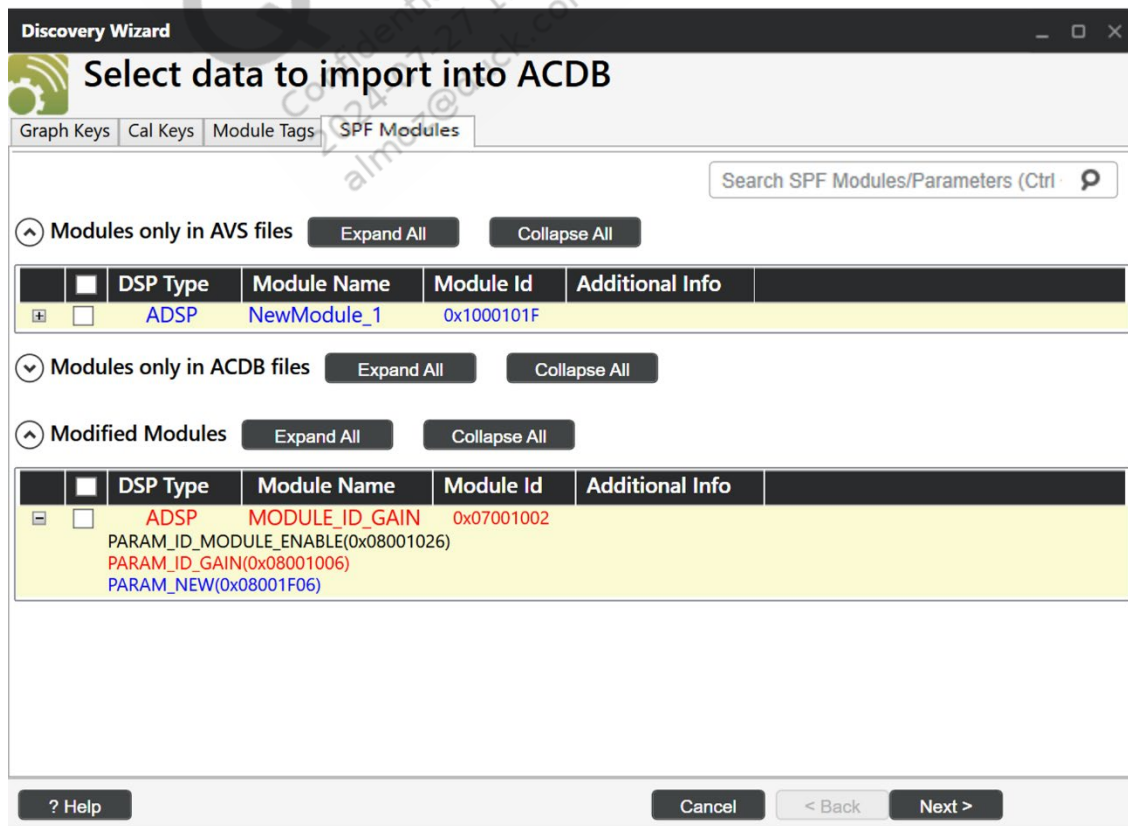 Discovery Wizard
Select data to import into ACDB
Graph Keys Cal Keys Module Tags SPF Modules
Search SPF Modules/Parameters (Ctrl
Modules only in AVS files Expand All Collapse All
DSP Type Module Name Module Id Additional Info
ADSP NewModule_1 0x1000101F
Modules only in ACDB files Expand All Collapse All
Modified Modules Expand All Collapse All
DSP Type Module Name Module Id Additional Info
ADSP MODULE_ID_GAIN 0x07001002
PARAM_ID_MODULE_ENABLE(0x08001026)
PARAM_ID_GAIN(0x08001006)
PARAM_NEW(0x08001F06)
? Help Cancel < Back Next >